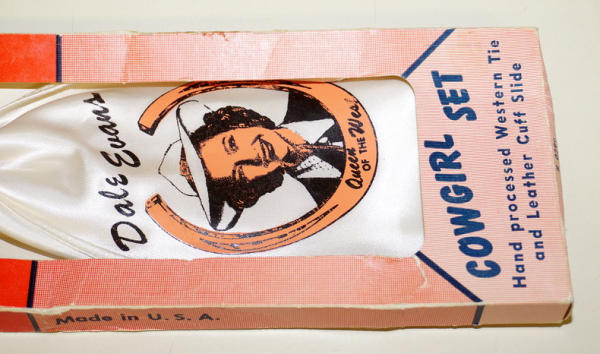 Dale Evans
Queen
OF THE West
COWGIRL SET
Hand processed Western Tie
and Leather Cuff Slide
Made in U. S. A.